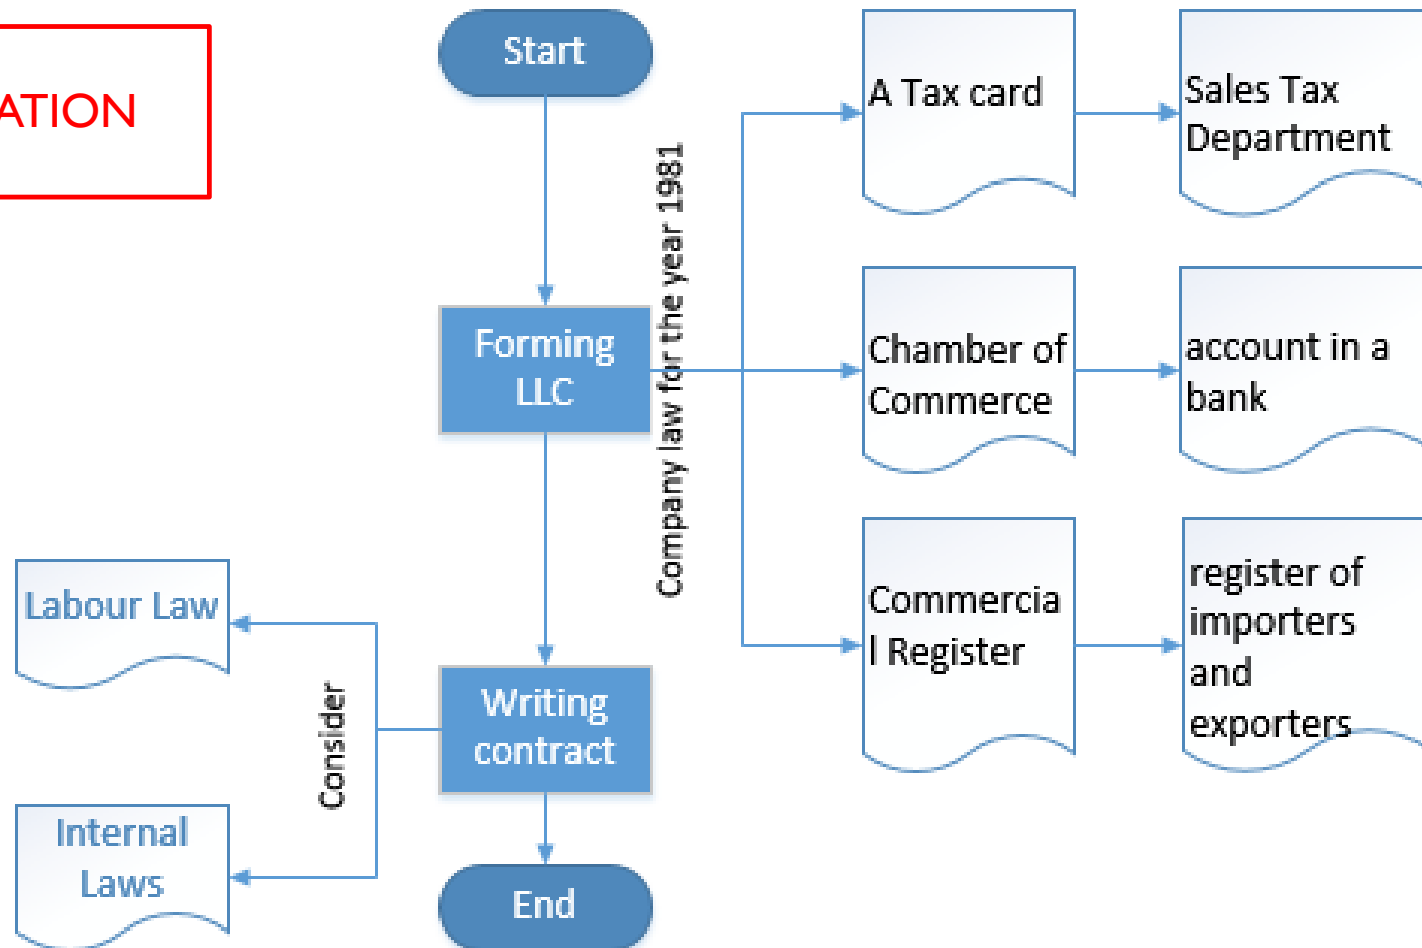 ATION
Start
A Tax card
Sales Tax
Department
Company law for the year 1981
Forming
LLC
Chamber of
Commerce
account in a
bank
Commercia
l Register
register of
importers
and
exporters
Labour Law
Writing
contract
Consider
Internal
Laws
End